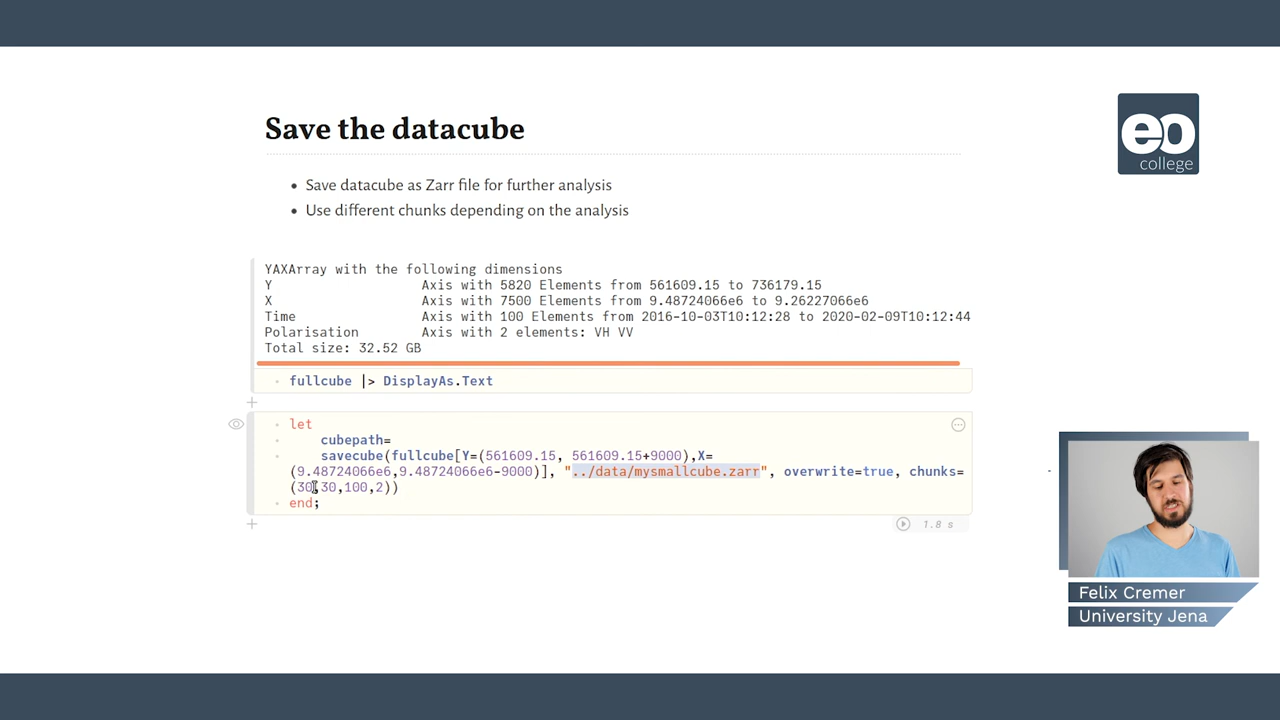 Save the datacube
eo
college
• Save datacube as Zarr file for further analysis
• Use different chunks depending on the analysis
YAXArray with the following dimensions
Y Axis with 5820 Elements from 561609.15 to 736179.15
X Axis with 7500 Elements from 9.48724066e6 to 9.26227066e6
Time Axis with 100 Elements from 2016-10-03T10:12:28 to 2020-02-09T10:12:44
Polarisation Axis with 2 elements: VH VV
Total size: 32.52 GB
fullcube |> DisplayAs.Text
let
cubepath=
savecube(fullcube[Y=(561609.15, 561609.15+9000),X=
(9.48724066e6,9.48724066e6-9000)], "../data/mysmallcube.zarr", overwrite=true, chunks=
(30,30,100,2))
end;
1.8 s
Felix Cremer
University Jena